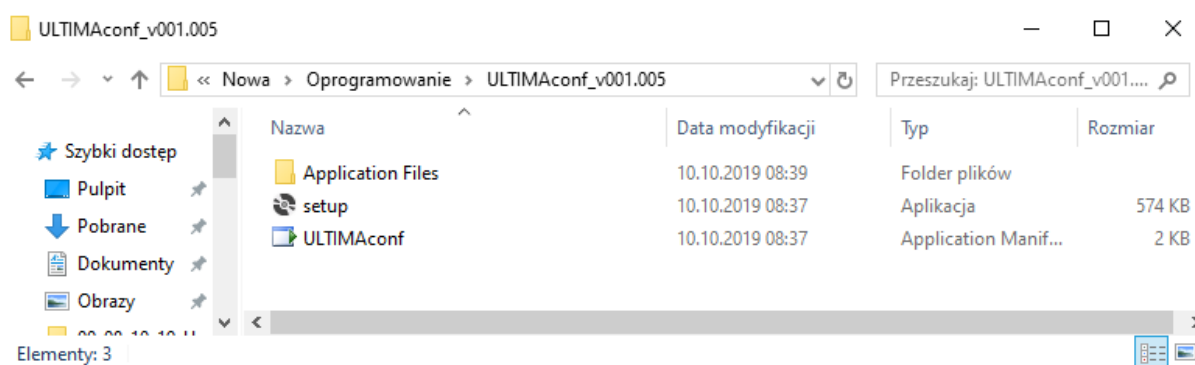 ULTIMAconf_v001.005
« Nowa > Oprogramowanie > ULTIMAconf_v001.005
Przeszukaj: ULTIMAconf_v001....
Szybki dostęp
Pulpit
Pobrane
Dokumenty
Obrazy
Nazwa Data modyfikacji Typ Rozmiar
Application Files 10.10.2019 08:39 Folder plików
setup 10.10.2019 08:37 Aplikacja 574 KB
ULTIMAconf 10.10.2019 08:37 Application Manif... 2 KB
Elementy: 3